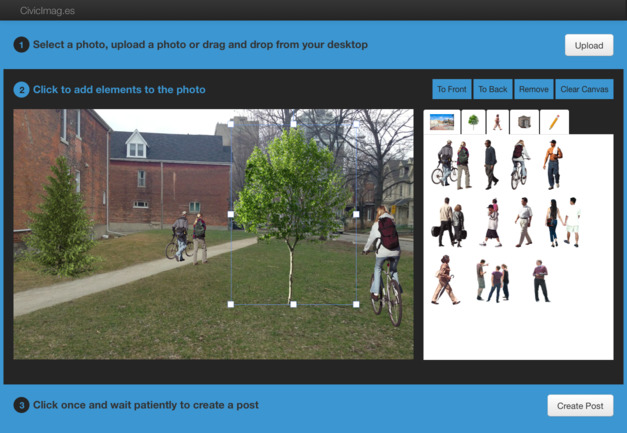 CivicImag.es
1 Select a photo, upload a photo or drag and drop from your desktop
Upload
2 Click to add elements to the photo
To Front
To Back
Remove
Clear Canvas
3 Click once and wait patiently to create a post
Create Post